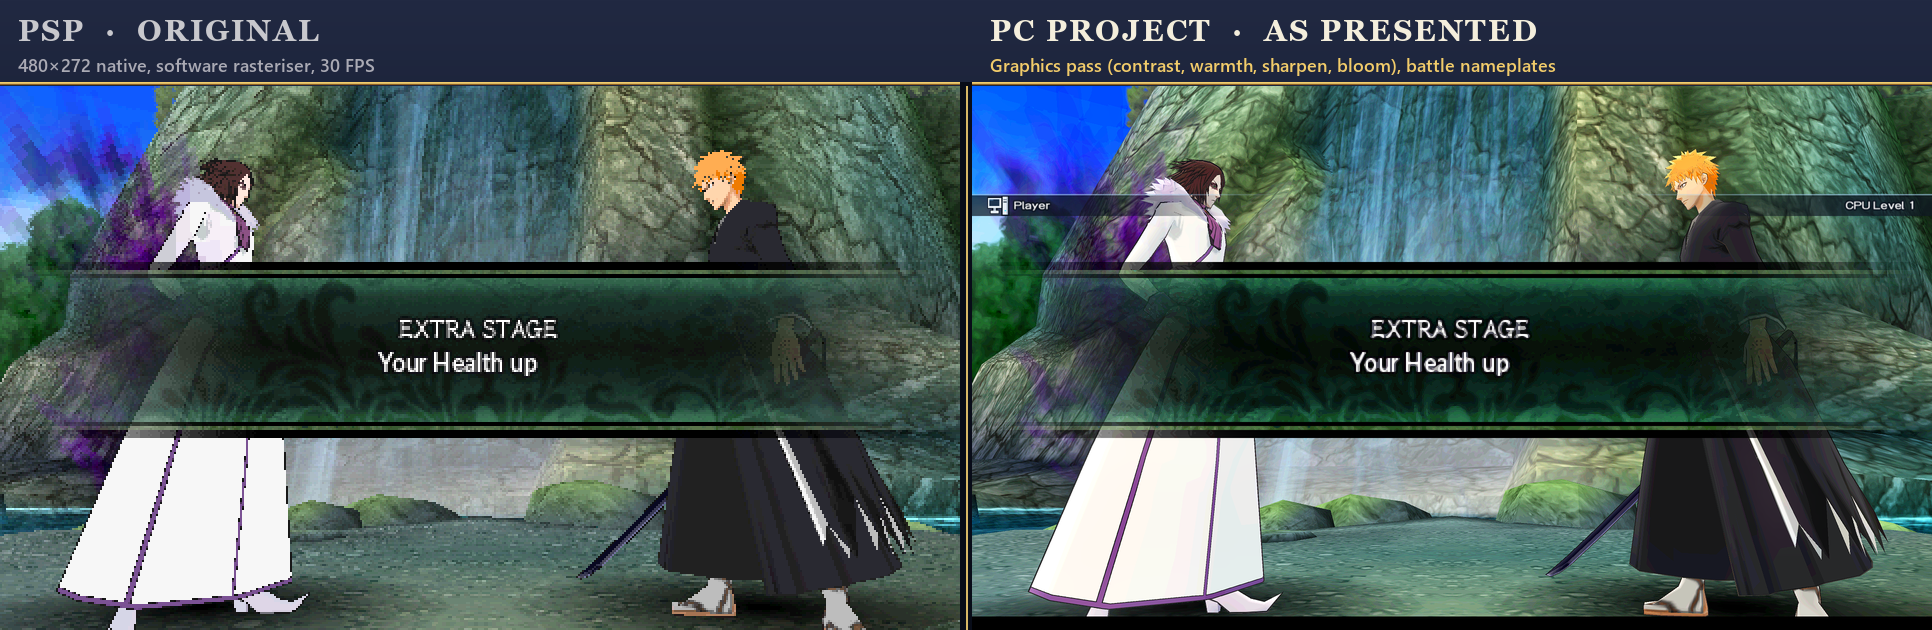 PSP · ORIGINAL
480×272 native, software rasteriser, 30 FPS
EXTRA STAGE
Your Health up
PC PROJECT · AS PRESENTED
Graphics pass (contrast, warmth, sharpen, bloom), battle nameplates
Player
CPU Level 1
EXTRA STAGE
Your Health up